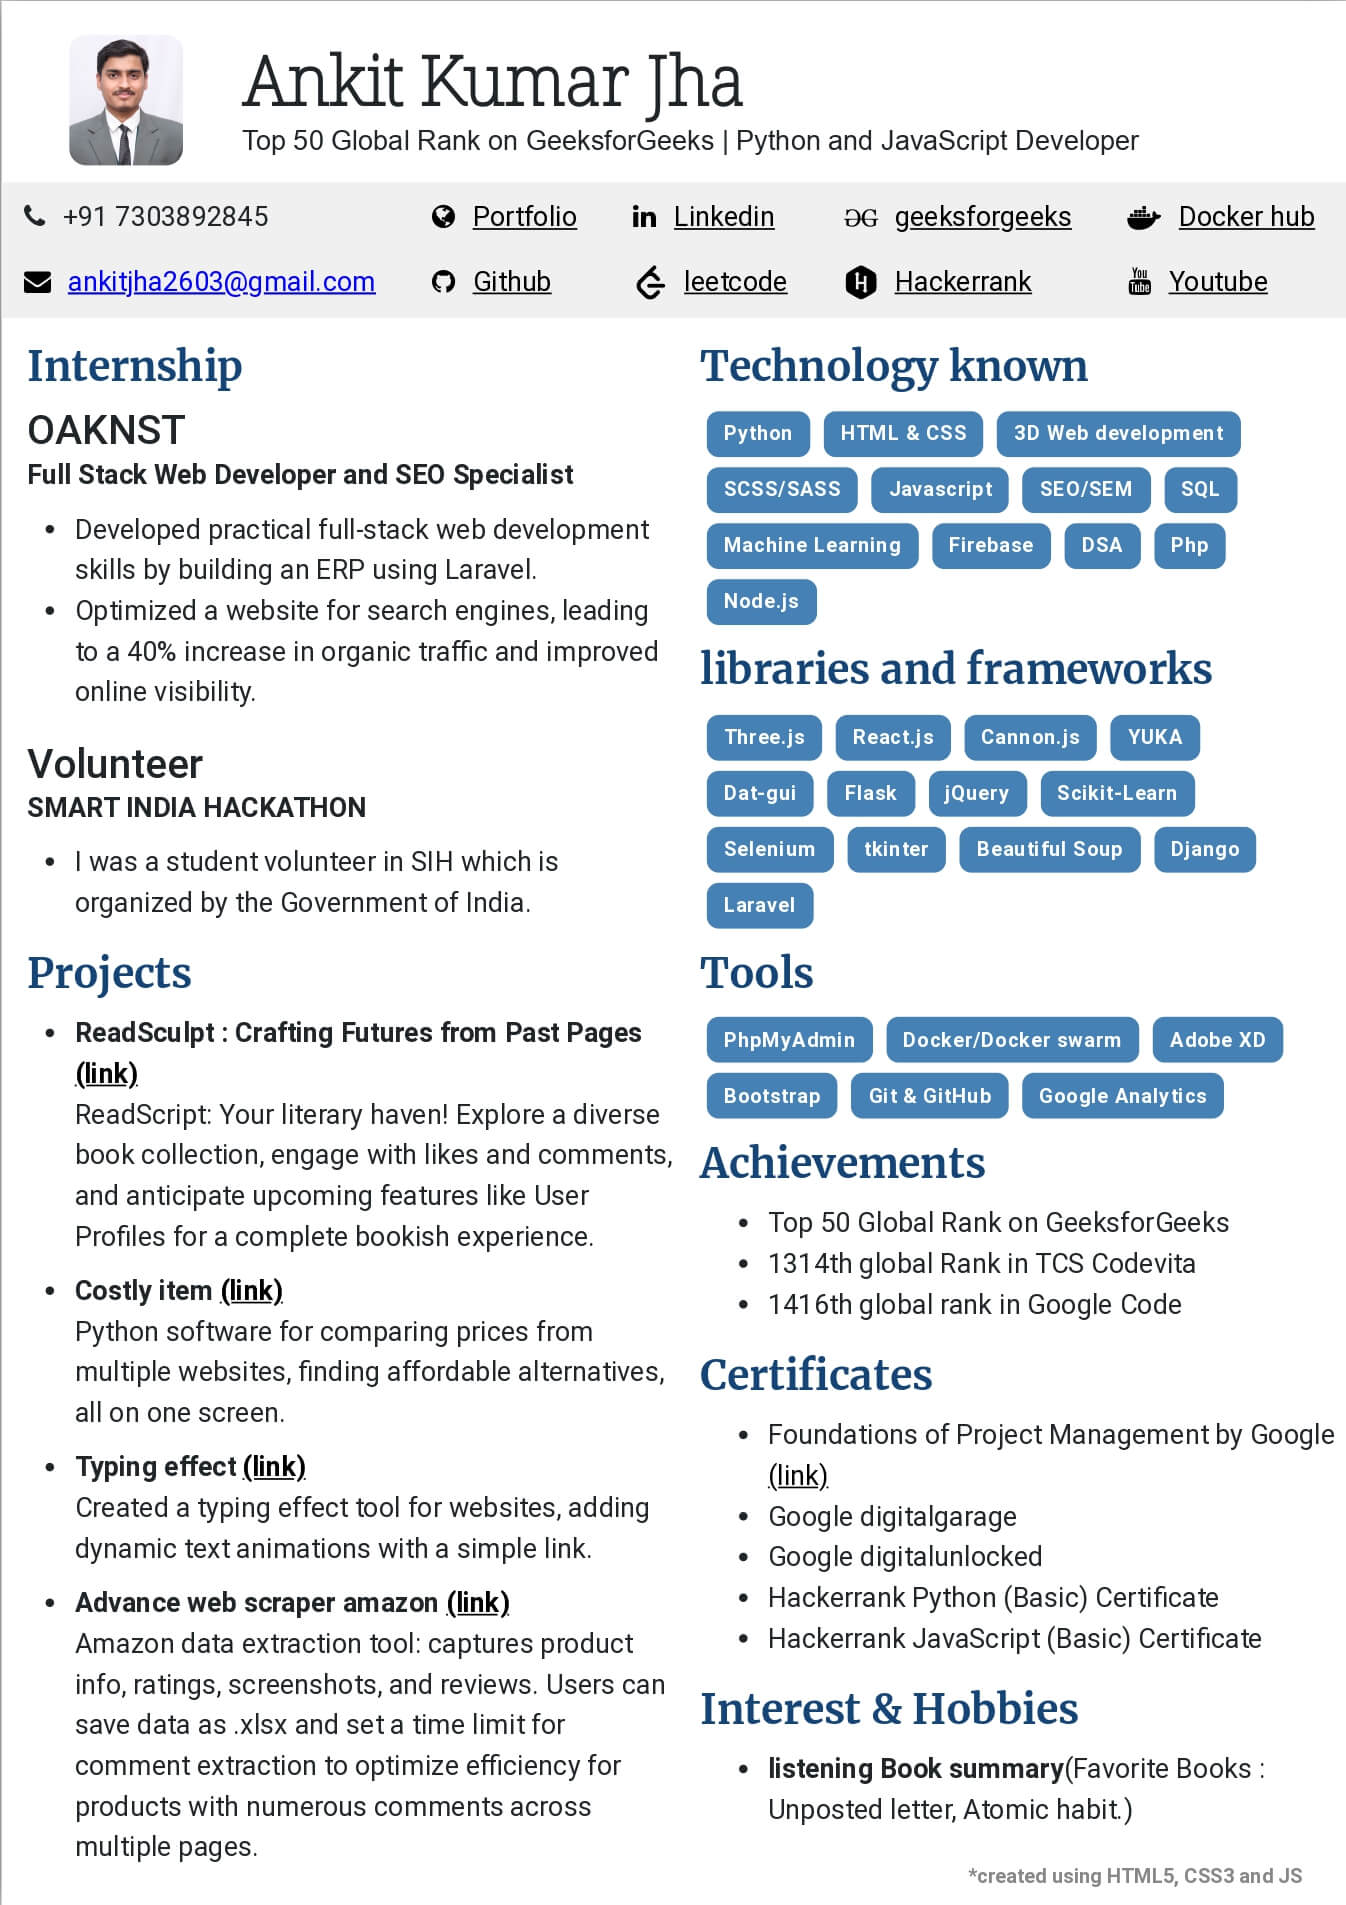 Ankit Kumar Jha
Top 50 Global Rank on GeeksforGeeks | Python and JavaScript Developer
+91 7303892845
Portfolio
Linkedin
geeksforgeeks
Docker hub
ankitjha2603@gmail.com
Github
leetcode
Hackerrank
You
Tube
Youtube
Internship
OAKNST
Full Stack Web Developer and SEO Specialist
• Developed practical full-stack web development
skills by building an ERP using Laravel.
• Optimized a website for search engines, leading
to a 40% increase in organic traffic and improved
online visibility.
Volunteer
SMART INDIA HACKATHON
• I was a student volunteer in SIH which is
organized by the Government of India.
Projects
• ReadSculpt : Crafting Futures from Past Pages
(link)
ReadScript: Your literary haven! Explore a diverse
book collection, engage with likes and comments,
and anticipate upcoming features like User
Profiles for a complete bookish experience.
• Costly item (link)
Python software for comparing prices from
multiple websites, finding affordable alternatives,
all on one screen.
• Typing effect (link)
Created a typing effect tool for websites, adding
dynamic text animations with a simple link.
• Advance web scraper amazon (link)
Amazon data extraction tool: captures product
info, ratings, screenshots, and reviews. Users can
save data as .xlsx and set a time limit for
comment extraction to optimize efficiency for
products with numerous comments across
multiple pages.
Technology known
Python HTML & CSS 3D Web development
SCSS/SASS Javascript SEO/SEM SQL
Machine Learning Firebase DSA Php
Node.js
libraries and frameworks
Three.js React.js Cannon.js YUKA
Dat-gui Flask jQuery Scikit-Learn
Selenium tkinter Beautiful Soup Django
Laravel
Tools
PhpMyAdmin Docker/Docker swarm Adobe XD
Bootstrap Git & GitHub Google Analytics
Achievements
• Top 50 Global Rank on GeeksforGeeks
• 1314th global Rank in TCS Codevita
• 1416th global rank in Google Code
Certificates
• Foundations of Project Management by Google
(link)
• Google digitalgarage
• Google digitalunlocked
• Hackerrank Python (Basic) Certificate
• Hackerrank JavaScript (Basic) Certificate
Interest & Hobbies
• listening Book summary(Favorite Books :
Unposted letter, Atomic habit.)
*created using HTML5, CSS3 and JS